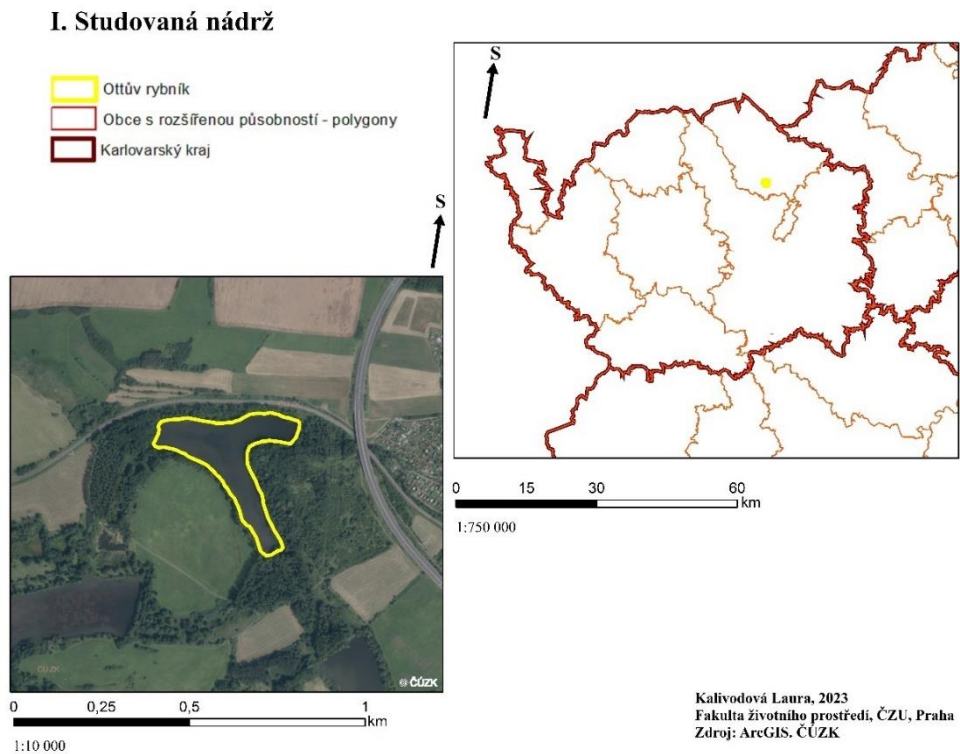 I. Studovaná nádrž
Ottův rybník
Obce s rozšířenou působností - polygony
Karlovarský kraj
S
S
0 15 30 60
km
1:750 000
ČÚZK
© ČÚZK
0 0,25 0,5 1
km
1:10 000
Kalivodová Laura, 2023
Fakulta životního prostředí, ČZU, Praha
Zdroj: ArcGIS. ČÚZK